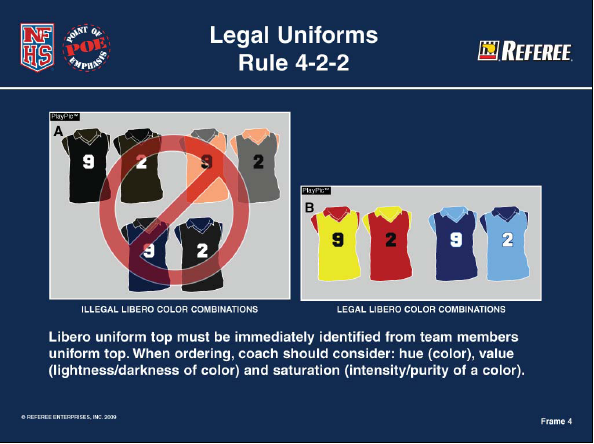 NF
HS
POINT OF
POE
EMPHASIS
Legal Uniforms
Rule 4-2-2
REFEREE
PlayPic™
A
9
2
9
2
9
2
PlayPic™
B
9
2
9
2
ILLEGAL LIBERO COLOR COMBINATIONS
LEGAL LIBERO COLOR COMBINATIONS
Libero uniform top must be immediately identified from team members
uniform top. When ordering, coach should consider: hue (color), value
(lightness/darkness of color) and saturation (intensity/purity of a color).
© REFEREE ENTERPRISES, INC. 2009
Frame 4